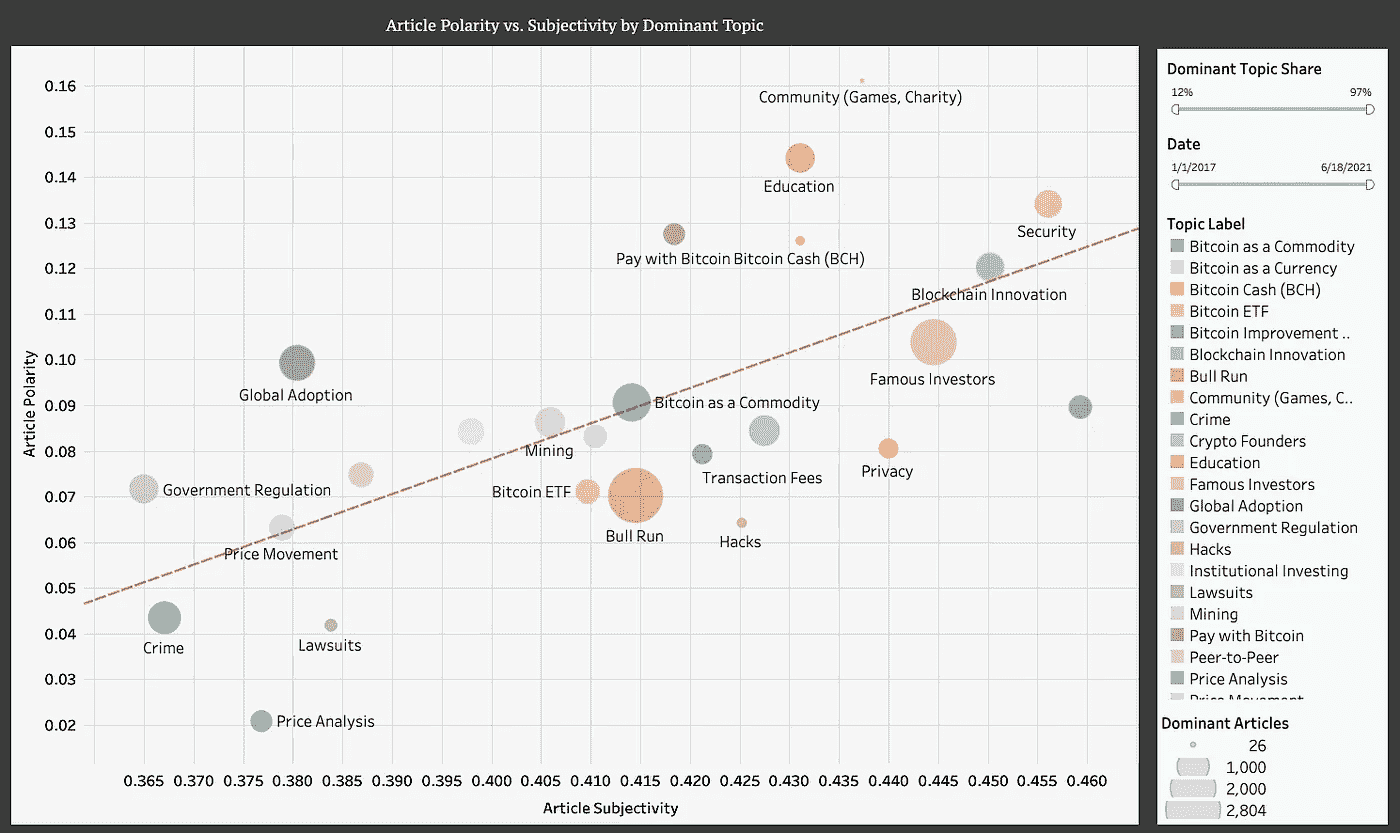 Article Polarity vs. Subjectivity by Dominant Topic
0.16
0.15
0.14
0.13
0.12
0.11
0.10
0.09
0.08
0.07
0.06
0.05
0.04
0.03
0.02
Article Polarity
Community (Games, Charity)
Education
Security
Pay with Bitcoin Bitcoin Cash (BCH)
Blockchain Innovation
Famous Investors
Global Adoption
Bitcoin as a Commodity
Mining
Privacy
Transaction Fees
Government Regulation
Bitcoin ETF
Bull Run
Hacks
Price Movement
Crime
Lawsuits
Price Analysis
0.365 0.370 0.375 0.380 0.385 0.390 0.395 0.400 0.405 0.410 0.415 0.420 0.425 0.430 0.435 0.440 0.445 0.450 0.455 0.460
Article Subjectivity
Dominant Topic Share
12% 97%
Date
1/1/2017 6/18/2021
Topic Label
Bitcoin as a Commodity
Bitcoin as a Currency
Bitcoin Cash (BCH)
Bitcoin ETF
Bitcoin Improvement ..
Blockchain Innovation
Bull Run
Community (Games, C..
Crime
Crypto Founders
Education
Famous Investors
Global Adoption
Government Regulation
Hacks
Institutional Investing
Lawsuits
Mining
Pay with Bitcoin
Peer-to-Peer
Price Analysis
Price Movement
Dominant Articles
26
1,000
2,000
2,804